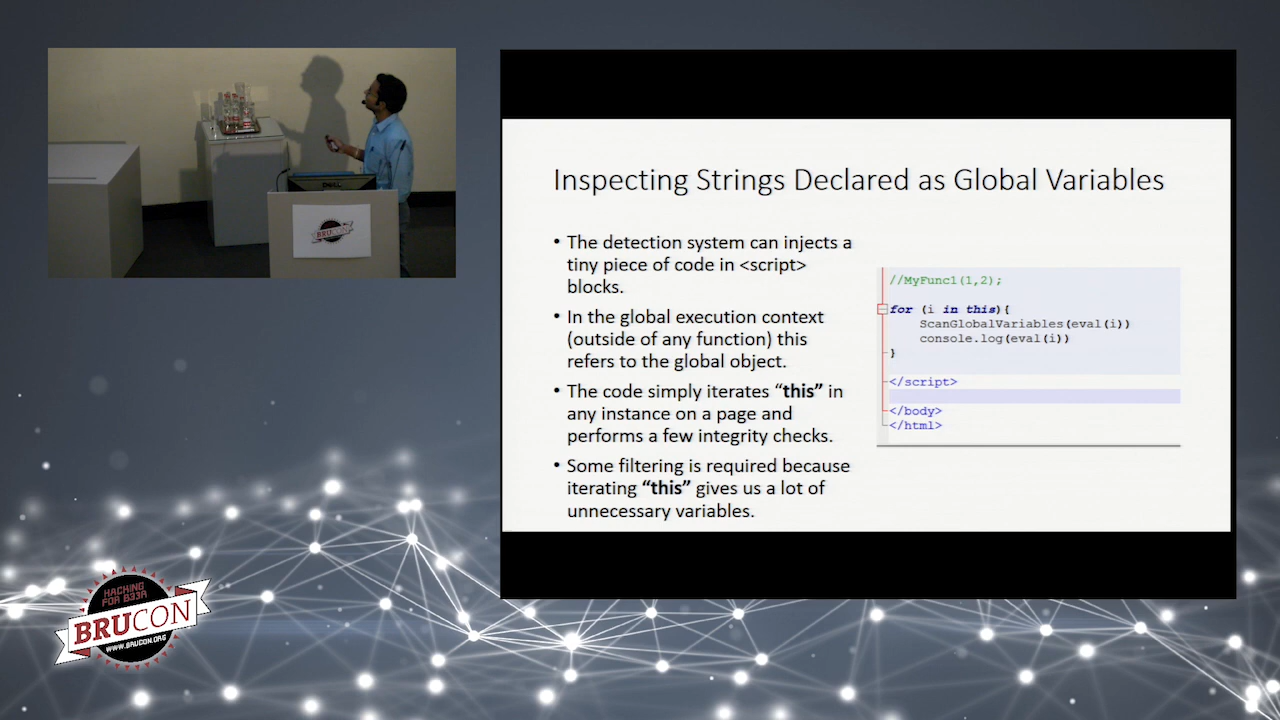 DELL
BRUCON
Inspecting Strings Declared as Global Variables
• The detection system can injects a
tiny piece of code in <script>
blocks.
• In the global execution context
(outside of any function) this
refers to the global object.
• The code simply iterates “this” in
any instance on a page and
performs a few integrity checks.
• Some filtering is required because
iterating “this” gives us a lot of
unnecessary variables.
//MyFunc1(1,2);
for (i in this){
ScanGlobalVariables(eval(i))
console.log(eval(i))
}
</script>
</body>
</html>
HACKING
FOR B33R
BRUCON
WWW.BRUCON.ORG